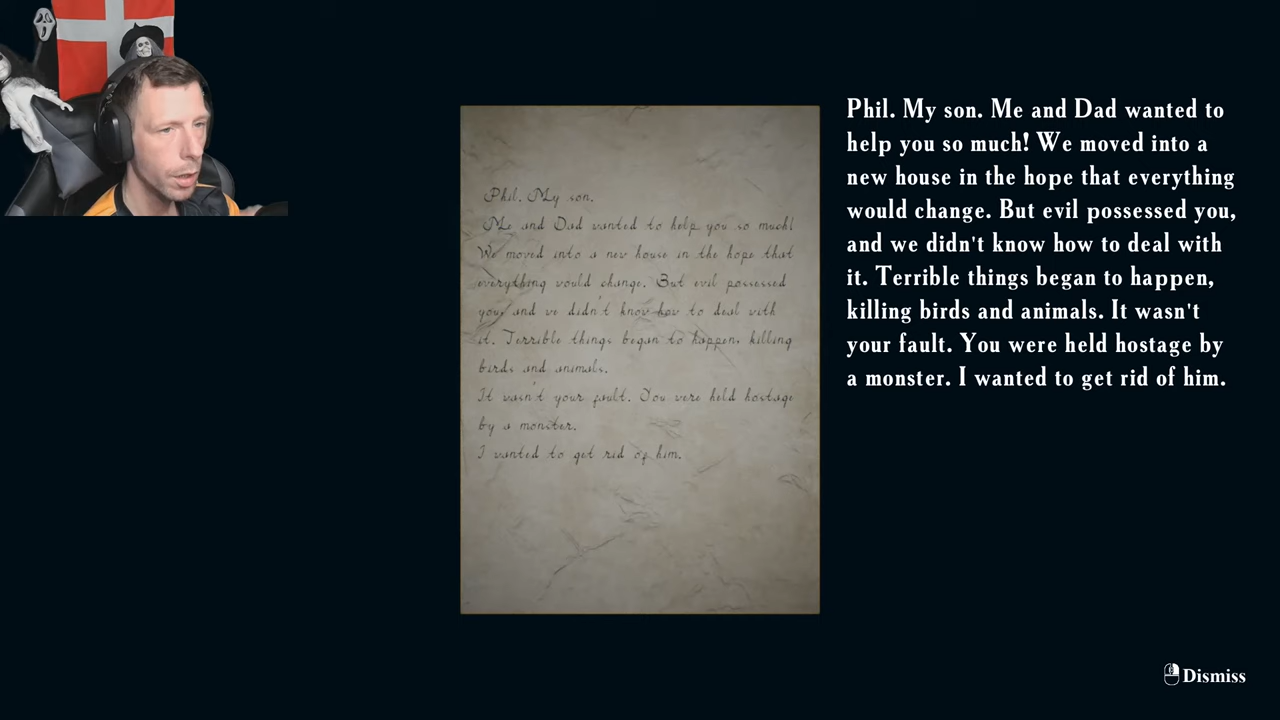 Phil. My son.
Me and Dad wanted to help you so much!
We moved into a new house in the hope that
everything would change. But evil possessed
you, and we didn't know how to deal with
it. Terrible things began to happen, killing
birds and animals.
It wasn't your fault. You were held hostage
by a monster.
I wanted to get rid of him.
Phil. My son. Me and Dad wanted to
help you so much! We moved into a
new house in the hope that everything
would change. But evil possessed you,
and we didn't know how to deal with
it. Terrible things began to happen,
killing birds and animals. It wasn't
your fault. You were held hostage by
a monster. I wanted to get rid of him.
Dismiss